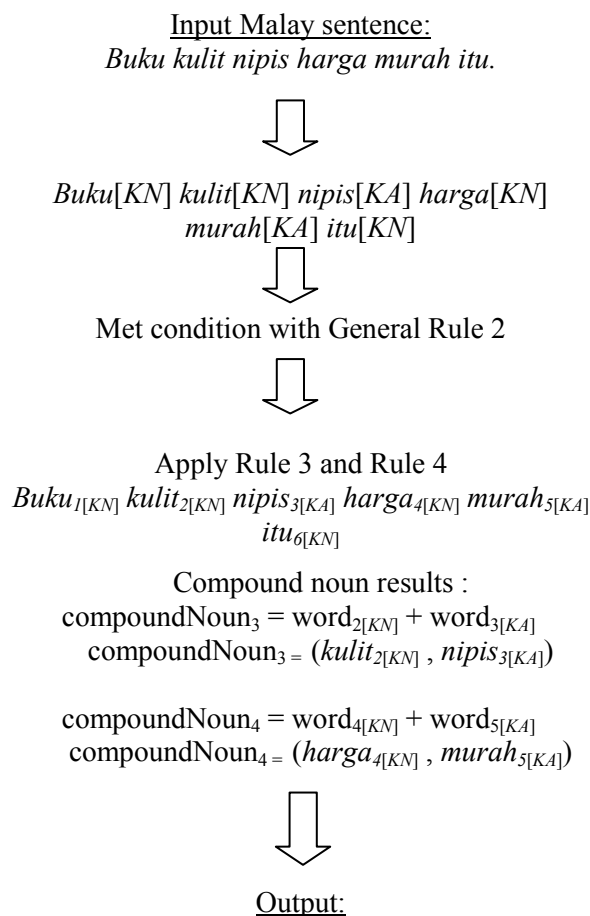 Input Malay sentence:
Buku kulit nipis harga murah itu.
Buku[KN] kulit[KN] nipis[KA] harga[KN]
murah[KA] itu[KN]
Met condition with General Rule 2
Apply Rule 3 and Rule 4
Buku1[KN] kulit2[KN] nipis3[KA] harga4[KN] murah5[KA]
itu6[KN]
Compound noun results :
compoundNoun3 = word2[KN] + word3[KA]
compoundNoun3 = (kulit2[KN] , nipis3[KA])
compoundNoun4 = word4[KN] + word5[KA]
compoundNoun4 = (harga4[KN] , murah5[KA])
Output: